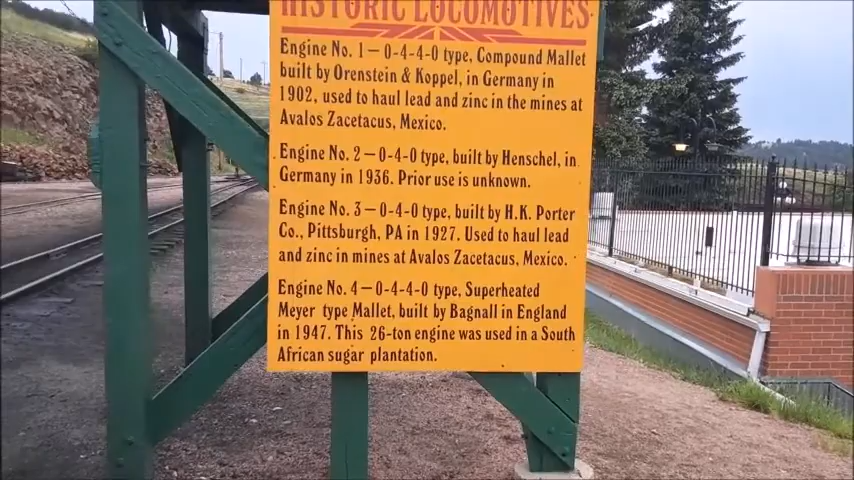 HISTORIC LOCOMOTIVES
ENGINE NO. 1-0-4-4-0 TYPE, COMPOUND MALLET
BUILT BY ORENSTEIN & KOPPEL, IN GERMANY IN
1902, USED TO HAUL LEAD AND ZINC IN THE MINES AT
AVALOS ZACETACUS, MEXICO.
ENGINE NO. 2-0-4-0 TYPE, BUILT BY HENSCHEL, IN
GERMANY IN 1936. PRIOR USE IS UNKNOWN.
ENGINE NO. 3-0-4-0 TYPE, BUILT BY H.K. PORTER
CO., PITTSBURGH, PA IN 1927. USED TO HAUL LEAD
AND ZINC IN MINES AT AVALOS ZACETACUS, MEXICO.
ENGINE NO. 4-0-4-4-0 TYPE, SUPERHEATED
MEYER TYPE MALLET, BUILT BY BAGNALL IN ENGLAND
IN 1947. THIS 26-TON ENGINE WAS USED IN A SOUTH
AFRICAN SUGAR PLANTATION.